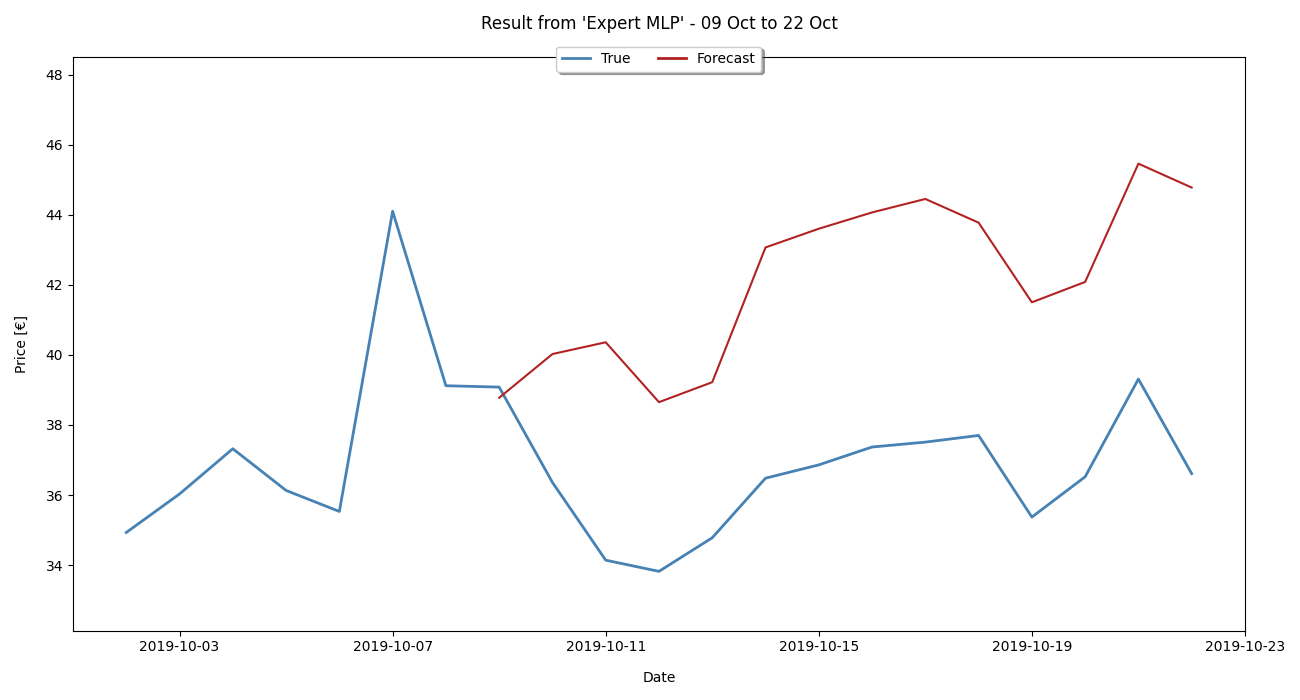 Result from 'Expert MLP' - 09 Oct to 22 Oct
True Forecast
48
46
44
42
40
38
36
34
Price [€]
2019-10-03 2019-10-07 2019-10-11 2019-10-15 2019-10-19 2019-10-23
Date